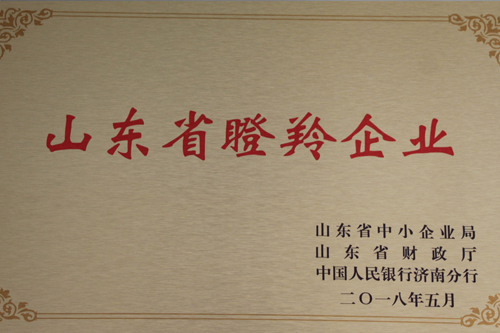 山东省瞪羚企业
山东省中小企业局
山东省财政厅
中国人民银行济南分行
二〇一八年五月